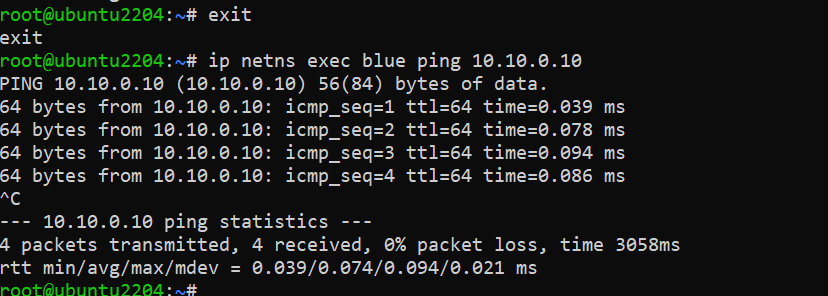 root@ubuntu2204:~# exit
exit
root@ubuntu2204:~# ip netns exec blue ping 10.10.0.10
PING 10.10.0.10 (10.10.0.10) 56(84) bytes of data.
64 bytes from 10.10.0.10: icmp_seq=1 ttl=64 time=0.039 ms
64 bytes from 10.10.0.10: icmp_seq=2 ttl=64 time=0.078 ms
64 bytes from 10.10.0.10: icmp_seq=3 ttl=64 time=0.094 ms
64 bytes from 10.10.0.10: icmp_seq=4 ttl=64 time=0.086 ms
^C
--- 10.10.0.10 ping statistics ---
4 packets transmitted, 4 received, 0% packet loss, time 3058ms
rtt min/avg/max/mdev = 0.039/0.074/0.094/0.021 ms
root@ubuntu2204:~#